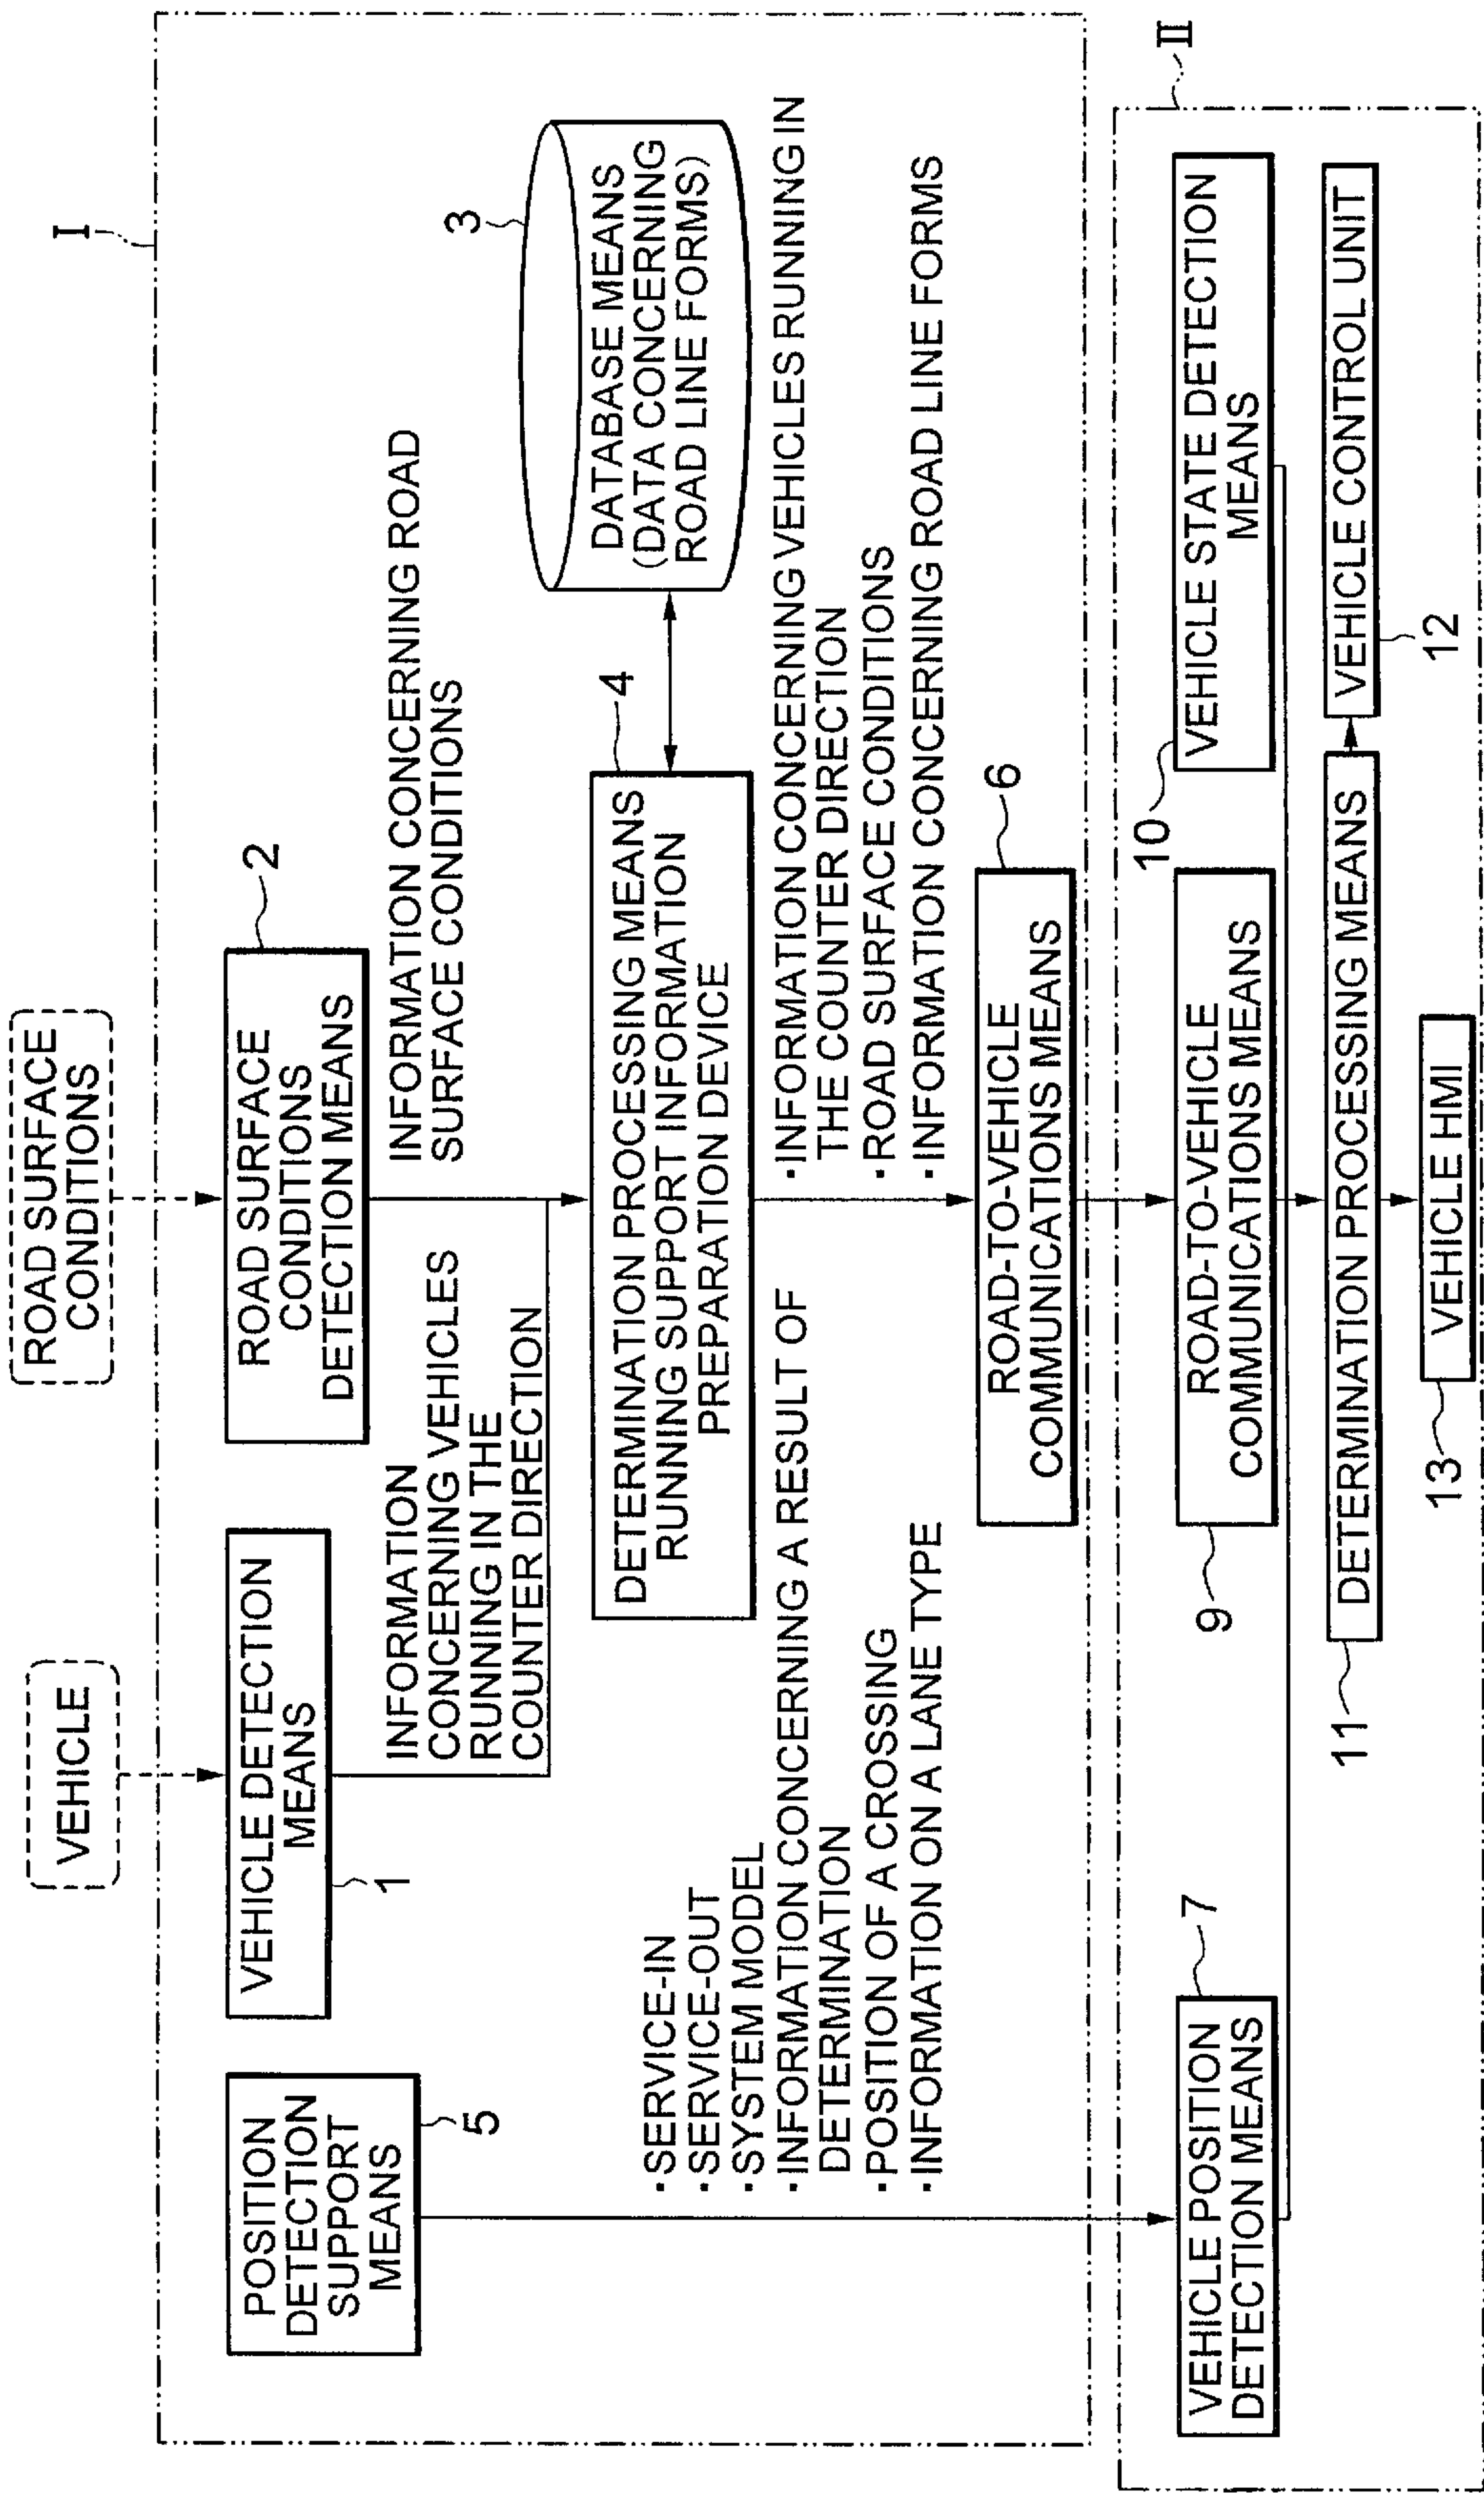 VEHICLE
ROAD SURFACE
CONDITIONS
I
POSITION
DETECTION
SUPPORT
MEANS
5
VEHICLE DETECTION
MEANS
1
ROAD SURFACE
CONDITIONS
DETECTION MEANS
2
INFORMATION
CONCERNING VEHICLES
RUNNING IN THE
COUNTER DIRECTION
INFORMATION CONCERNING ROAD
SURFACE CONDITIONS
3
DATABASE MEANS
(DATA CONCERNING
ROAD LINE FORMS)
4
DETERMINATION PROCESSING MEANS
RUNNING SUPPORT INFORMATION
PREPARATION DEVICE
· SERVICE-IN
· SERVICE-OUT
· SYSTEM MODEL
· INFORMATION CONCERNING A RESULT OF
DETERMINATION
· POSITION OF A CROSSING
· INFORMATION ON A LANE TYPE
· INFORMATION CONCERNING VEHICLES RUNNING IN
THE COUNTER DIRECTION
· ROAD SURFACE CONDITIONS
· INFORMATION CONCERNING ROAD LINE FORMS
ROAD-TO-VEHICLE
COMMUNICATIONS MEANS
6
II
7
VEHICLE POSITION
DETECTION MEANS
ROAD-TO-VEHICLE
COMMUNICATIONS MEANS
9
10
VEHICLE STATE DETECTION
MEANS
11
DETERMINATION PROCESSING MEANS
VEHICLE CONTROL UNIT
12
13
VEHICLE HMI